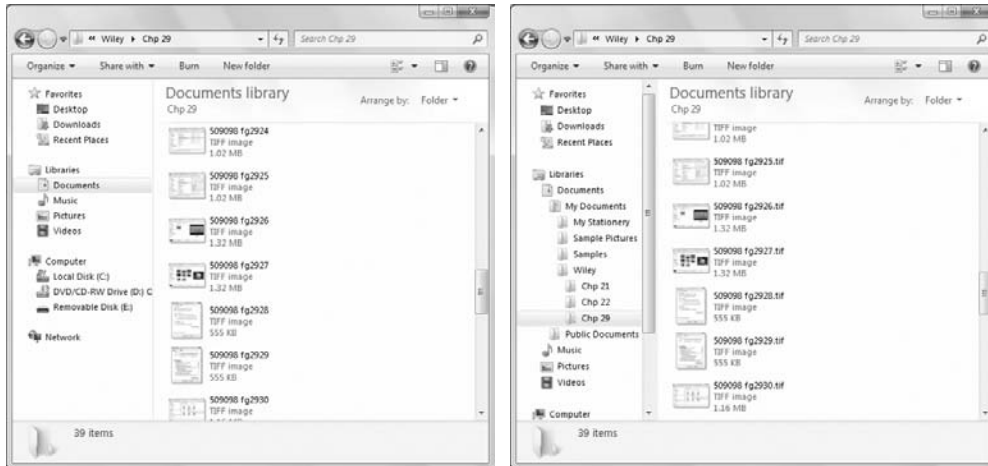 « Wiley ▸ Chp 29
Search Chp 29
Organize ▾ Share with ▾ Burn New folder
Favorites
Desktop
Downloads
Recent Places
Libraries
Documents
Music
Pictures
Videos
Computer
Local Disk (C:)
DVD/CD-RW Drive (D:) C
Removable Disk (E:)
Network
Documents library
Chp 29
Arrange by: Folder ▾
509098 fg2924
TIFF image
1.02 MB
509098 fg2925
TIFF image
1.02 MB
509098 fg2926
TIFF image
1.32 MB
509098 fg2927
TIFF image
1.32 MB
509098 fg2928
TIFF image
555 KB
509098 fg2929
TIFF image
555 KB
509098 fg2930
TIFF image
1.16 MB
39 items
« Wiley ▸ Chp 29
Search Chp 29
Organize ▾ Share with ▾ Burn New folder
Favorites
Desktop
Downloads
Recent Places
Libraries
Documents
My Documents
My Stationery
Sample Pictures
Samples
Wiley
Chp 21
Chp 22
Chp 29
Public Documents
Music
Pictures
Videos
Computer
Documents library
Chp 29
Arrange by: Folder ▾
TIFF image
1.02 MB
509098 fg2925.tif
TIFF image
1.02 MB
509098 fg2926.tif
TIFF image
1.32 MB
509098 fg2927.tif
TIFF image
1.32 MB
509098 fg2928.tif
TIFF image
555 KB
509098 fg2929.tif
TIFF image
555 KB
509098 fg2930.tif
TIFF image
1.16 MB
39 items